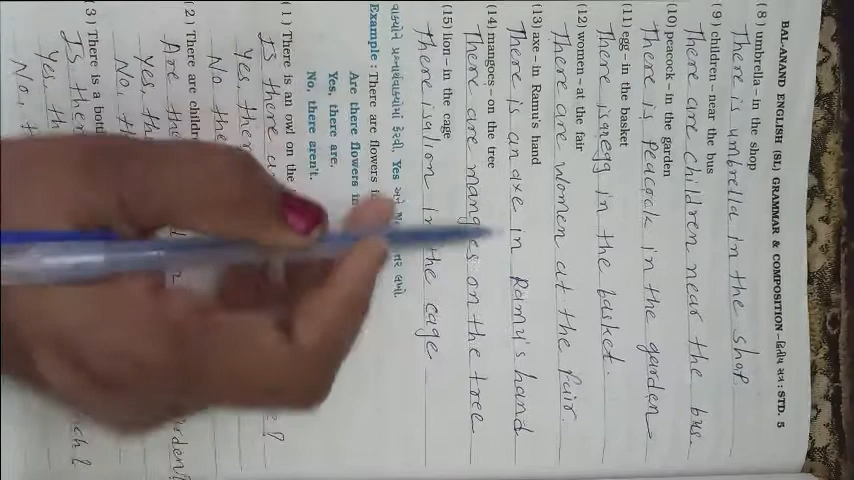 BAL-ANAND ENGLISH (SL) GRAMMAR & COMPOSITION – દ્વિતીય સત્ર : STD. 5
(8) umbrella - in the shop
There is umbrella in the shop.
(9) children – near the bus
There are children near the bus
(10) peacock - in the garden
There is peacock in the garden
(11) egg – in the basket
There is a egg in the basket.
(12) women - at the fair
There are women at the fair.
(13) axe – in Ramu's hand
There is an axe in Ramu's hand
(14) mangoes - on the tree
There are mangoes on the tree
(15) lion - in the cage
There is a lion in the cage
Yes
Example : There are flowers
Are there flowers in
Yes, there are.
No, there aren't.
(1) There is an owl on the
Is there
Yes, ther
No there
(2) There are
Are the
garden?
Yes,
No,
(3) There is a
Is ther
Yes,
No,